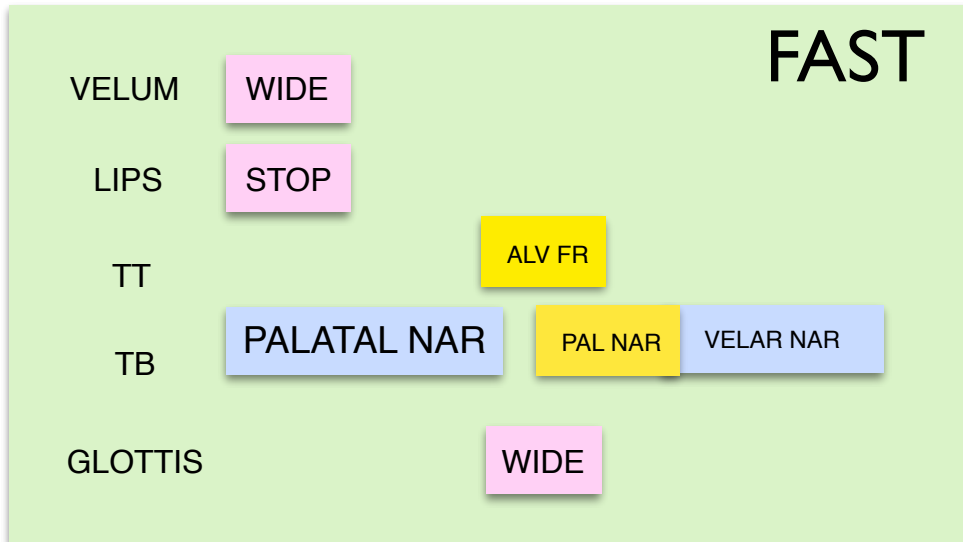 FAST
VELUM WIDE
LIPS STOP
TT ALV FR
TB PALATAL NAR PAL NAR VELAR NAR
GLOTTIS WIDE